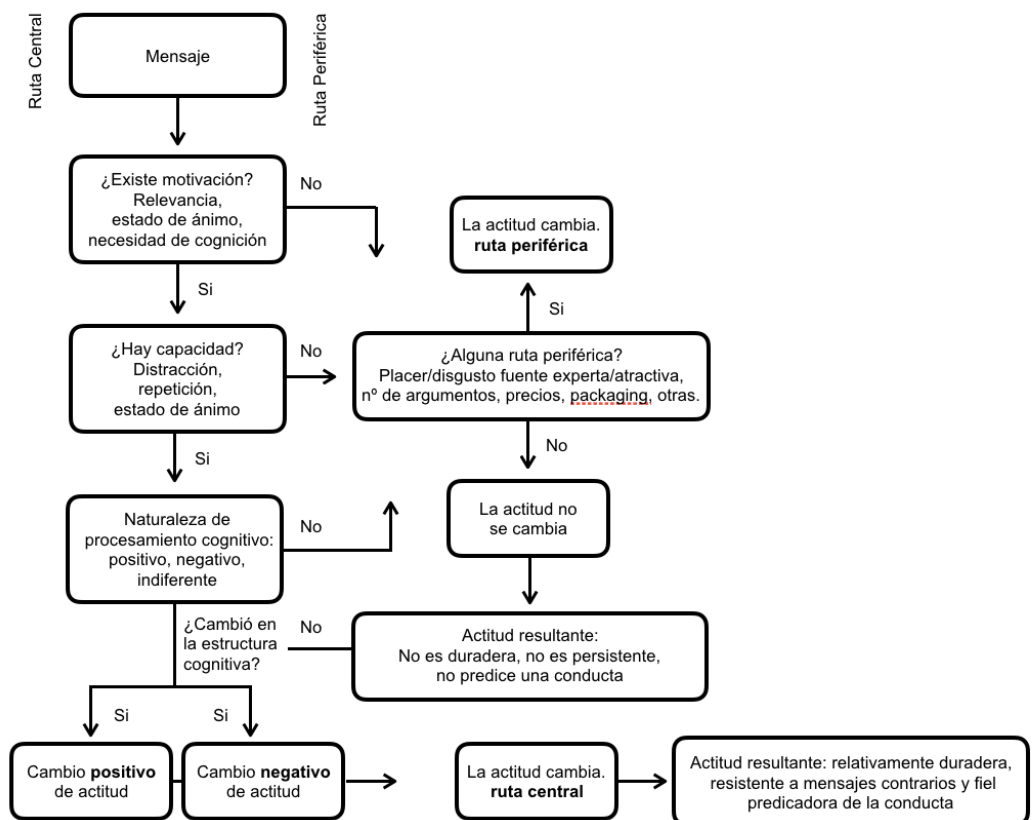 Ruta Central
Mensaje
Ruta Periférica
¿Existe motivación?
Relevancia,
estado de ánimo,
necesidad de cognición
No
La actitud cambia.
ruta periférica
Si
Si
¿Hay capacidad?
Distracción,
repetición,
estado de ánimo
No
¿Alguna ruta periférica?
Placer/disgusto fuente experta/atractiva,
nº de argumentos, precios, packaging, otras.
Si
No
Naturaleza de
procesamiento cognitivo:
positivo, negativo,
indiferente
No
La actitud no
se cambia
¿Cambió en
la estructura
cognitiva?
No
Actitud resultante:
No es duradera, no es persistente,
no predice una conducta
Si
Si
Cambio positivo
de actitud
Cambio negativo
de actitud
La actitud cambia.
ruta central
Actitud resultante: relativamente duradera,
resistente a mensajes contrarios y fiel
predicadora de la conducta